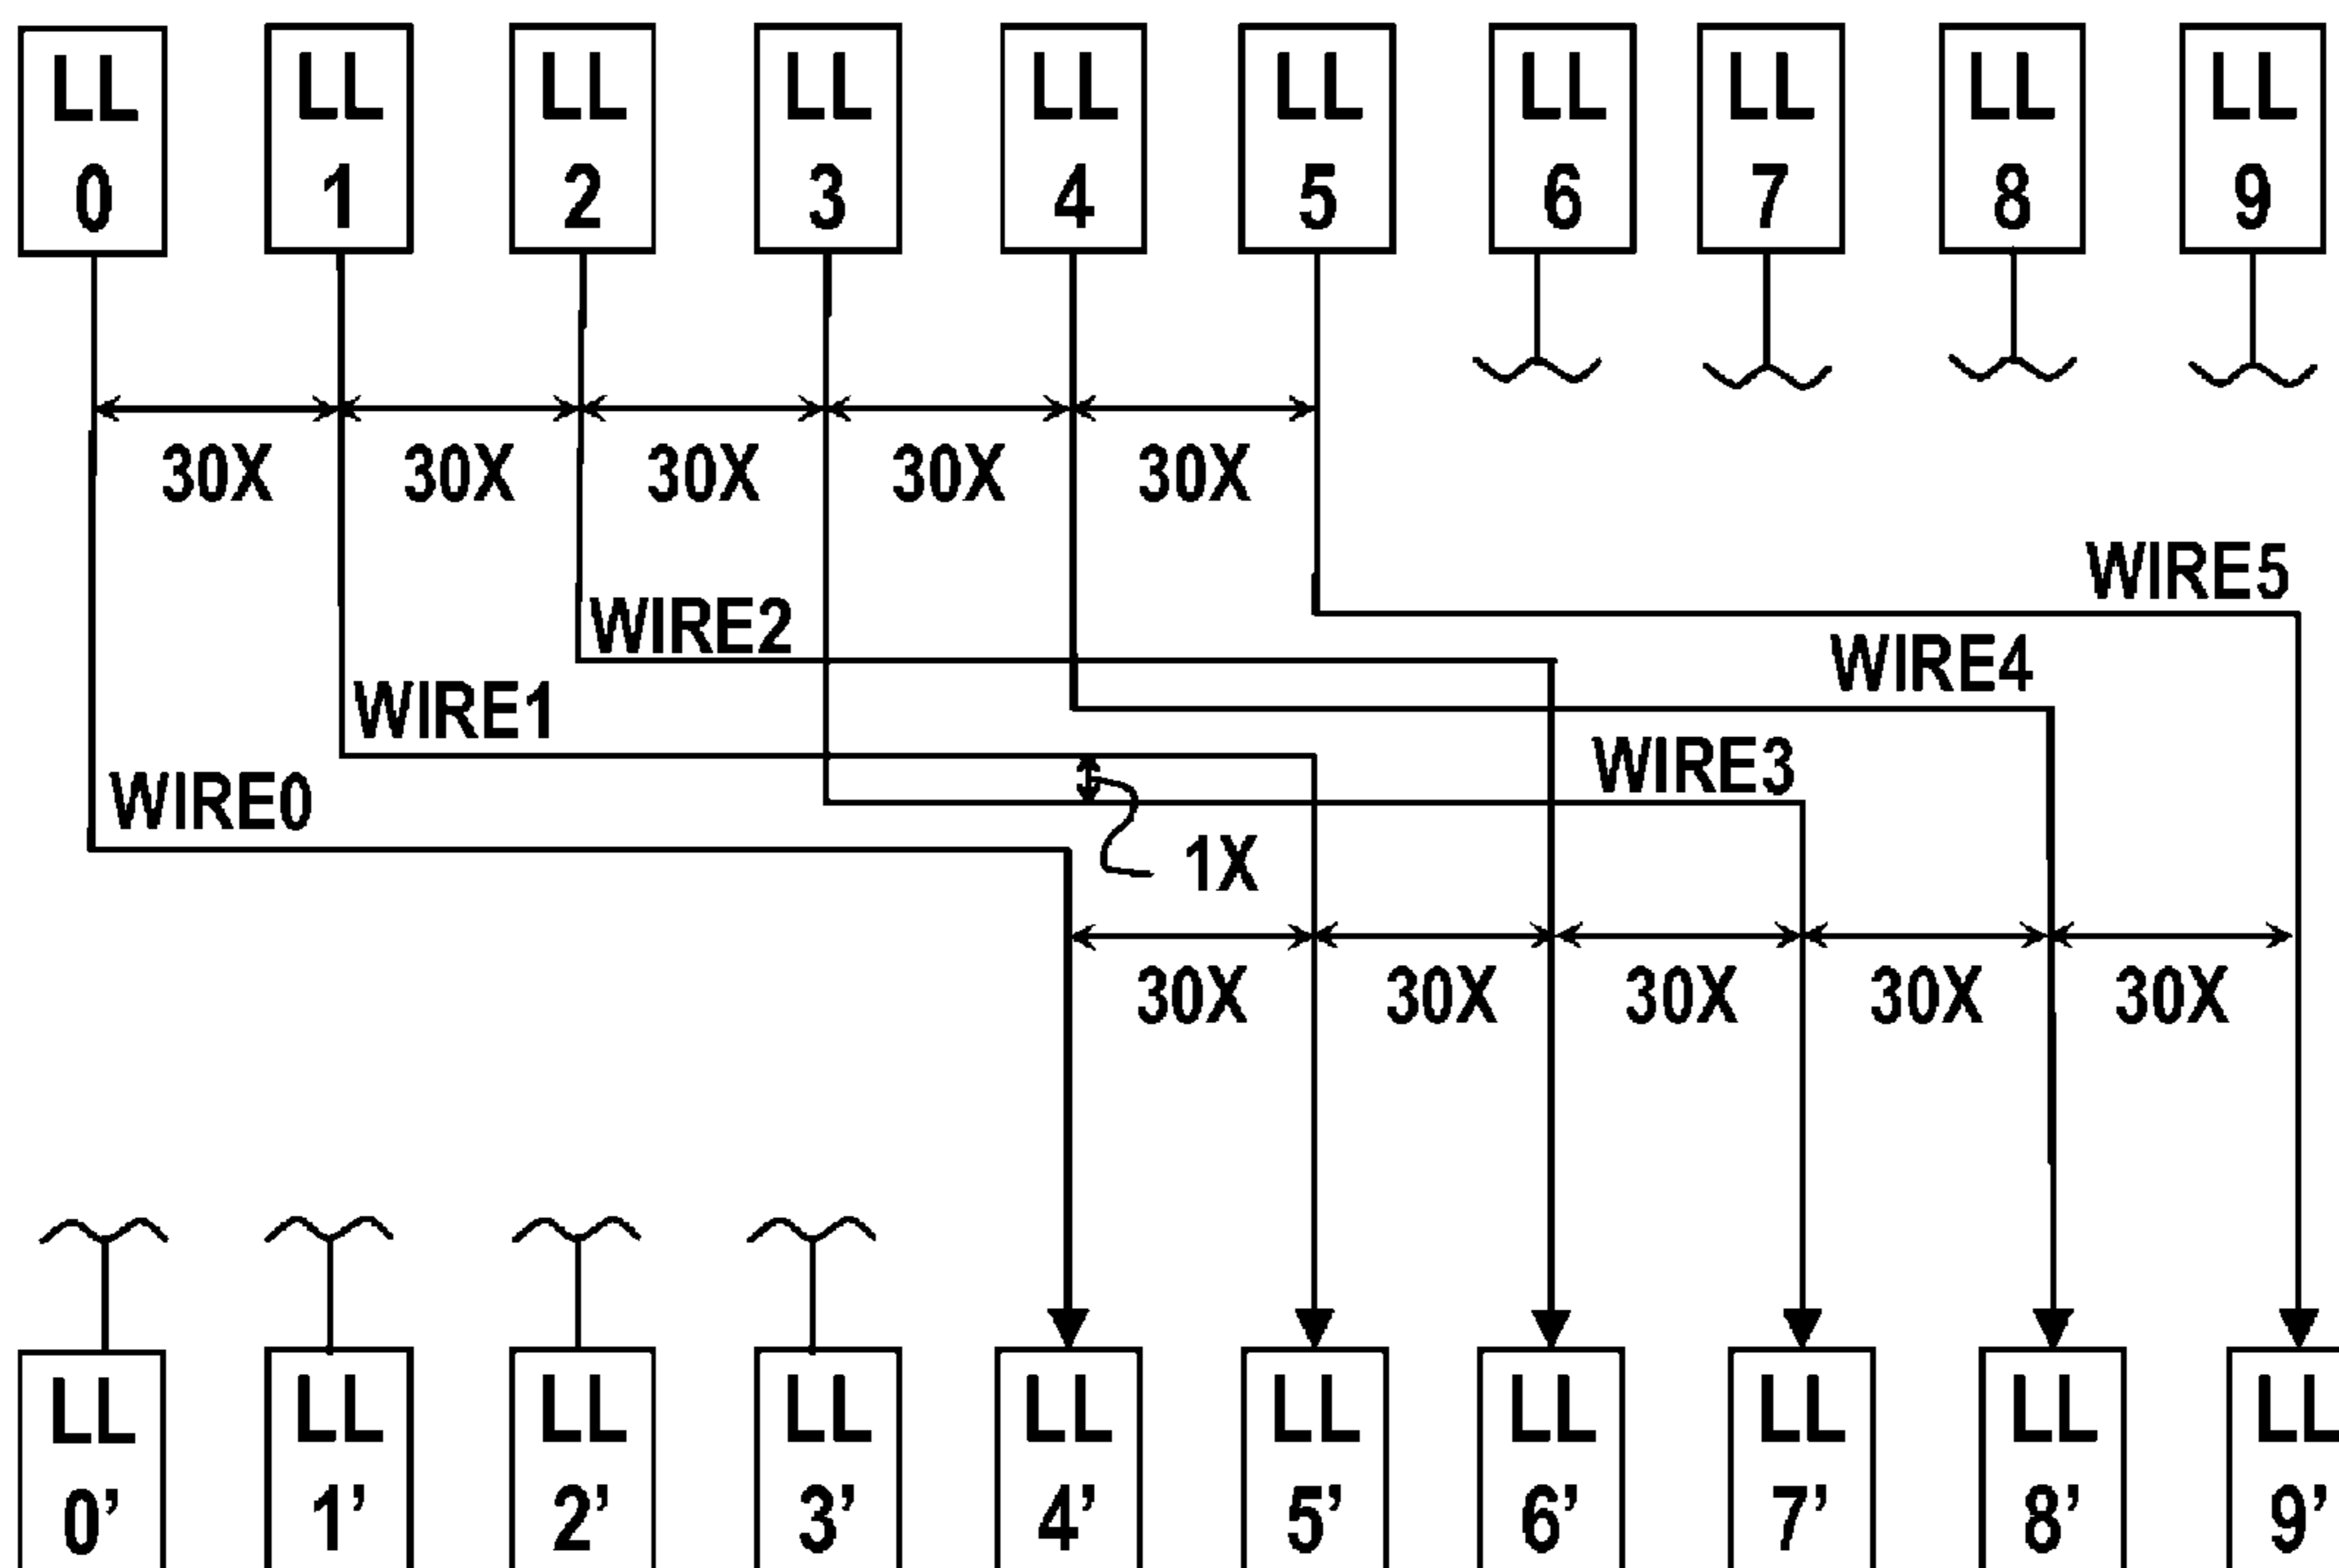 LL LL LL LL LL LL LL LL LL LL
0 1 2 3 4 5 6 7 8 9
30X 30X 30X 30X 30X
WIRE5
WIRE2
WIRE4
WIRE1
WIRE3
WIRE0
1X
30X 30X 30X 30X 30X
LL LL LL LL LL LL LL LL LL LL
0’ 1’ 2’ 3’ 4’ 5’ 6’ 7’ 8’ 9’